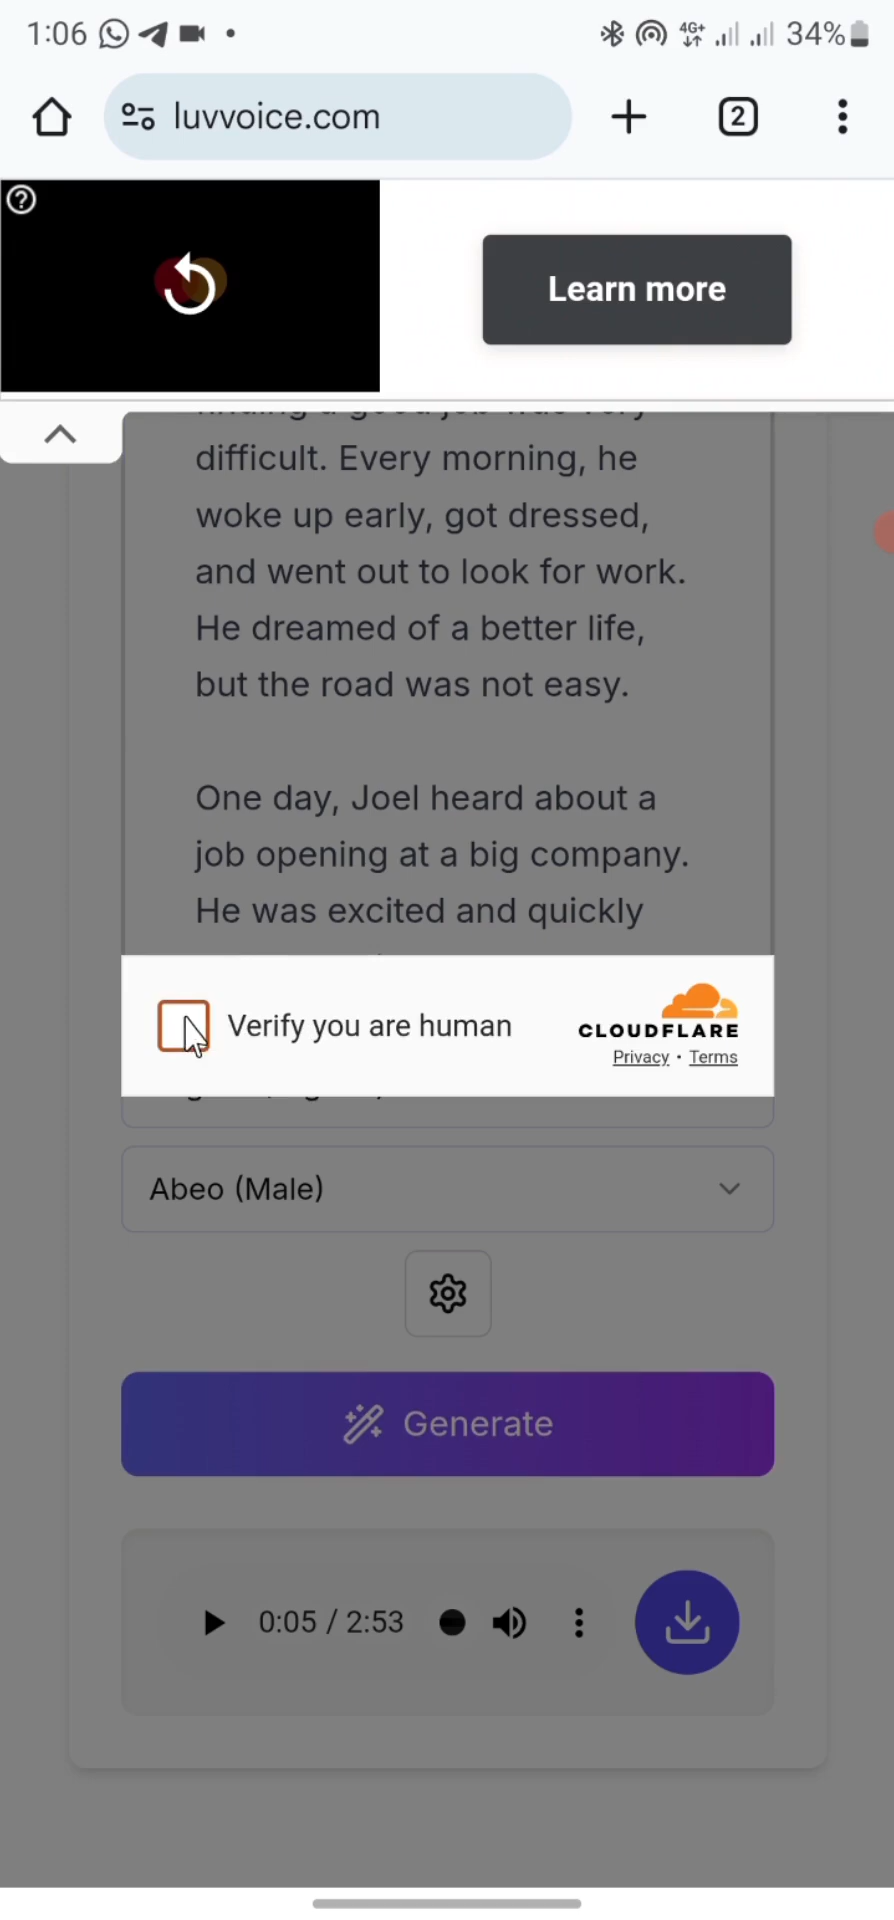 1:06 4G+ 34%
luvvoice.com 2
Learn more
difficult. Every morning, he
woke up early, got dressed,
and went out to look for work.
He dreamed of a better life,
but the road was not easy.
One day, Joel heard about a
job opening at a big company.
He was excited and quickly
Verify you are human
CLOUDFLARE
Privacy • Terms
Abeo (Male)
Generate
0:05 / 2:53